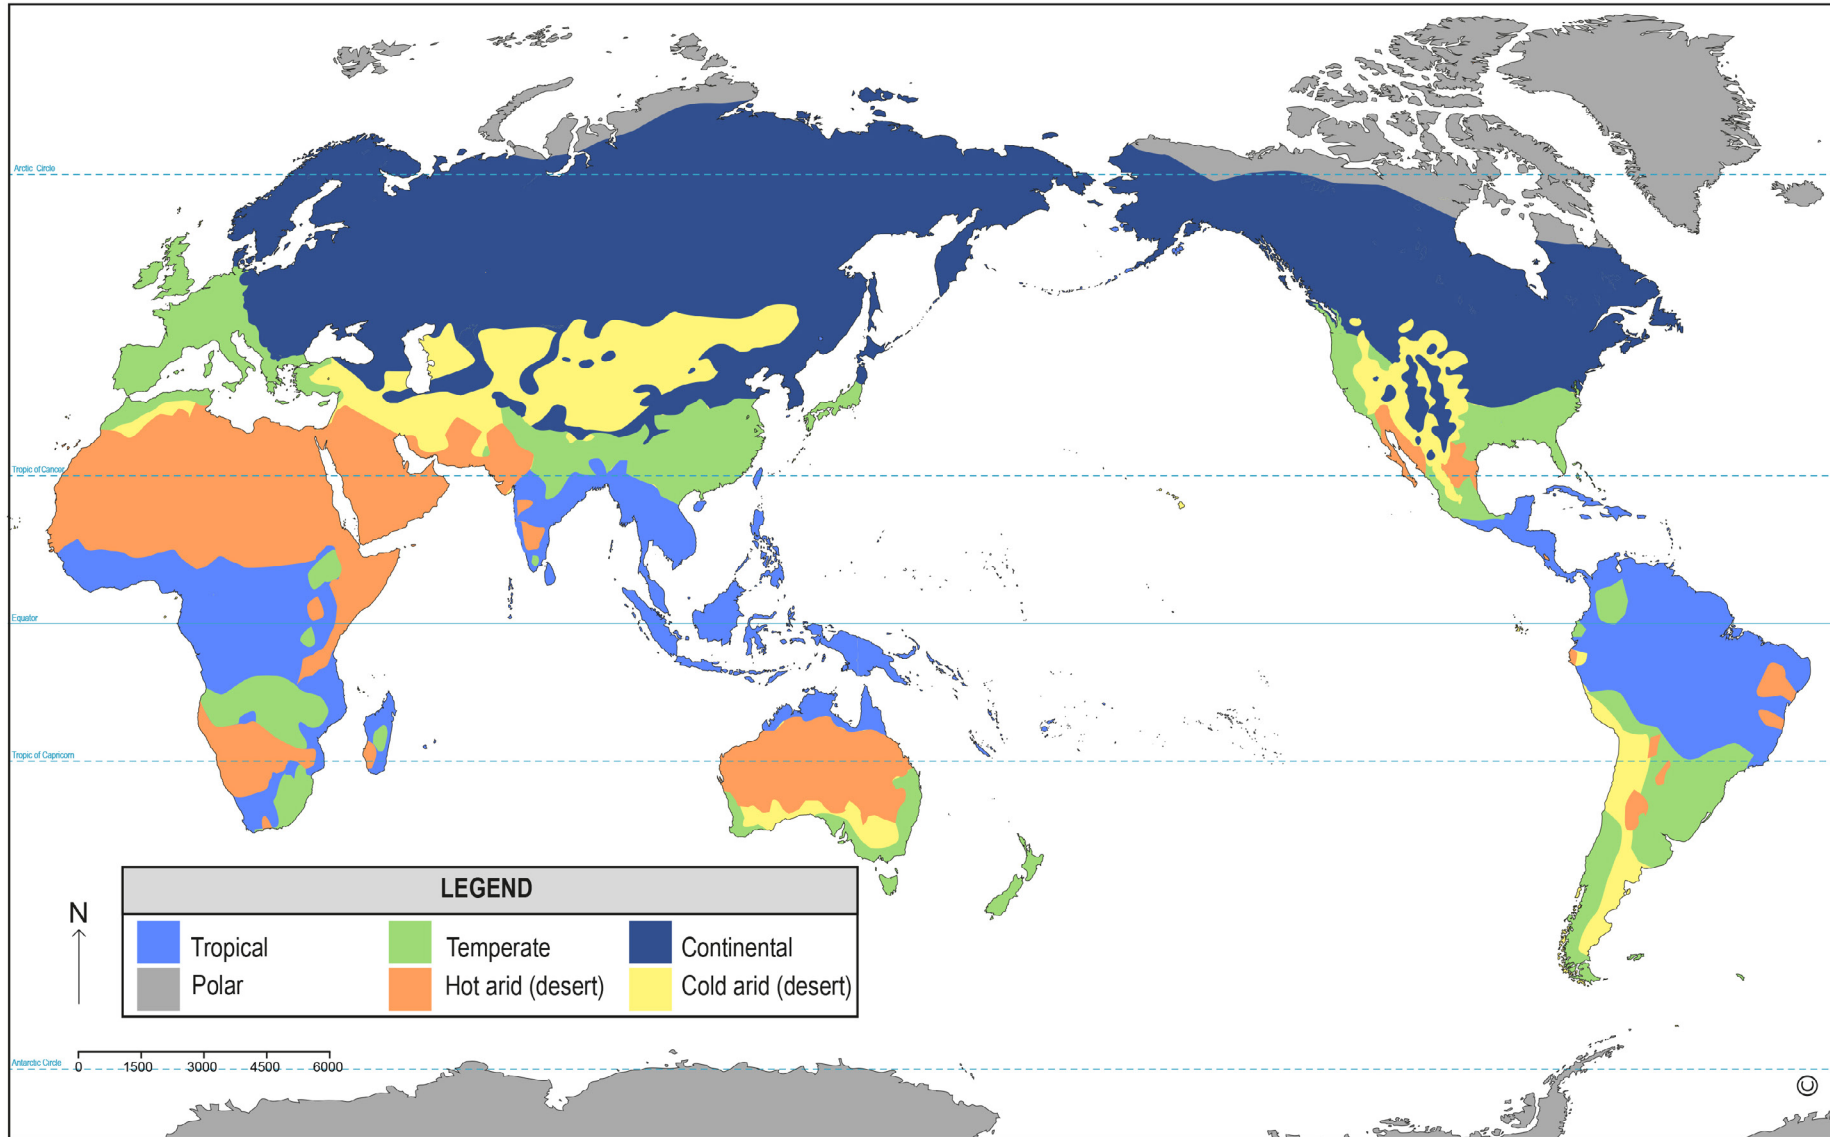 Arctic Circle
Tropic of Cancer
Equator
Tropic of Capricorn
LEGEND
N
Tropical
Temperate
Continental
Polar
Hot arid (desert)
Cold arid (desert)
Antarctic Circle
0 1500 3000 4500 6000